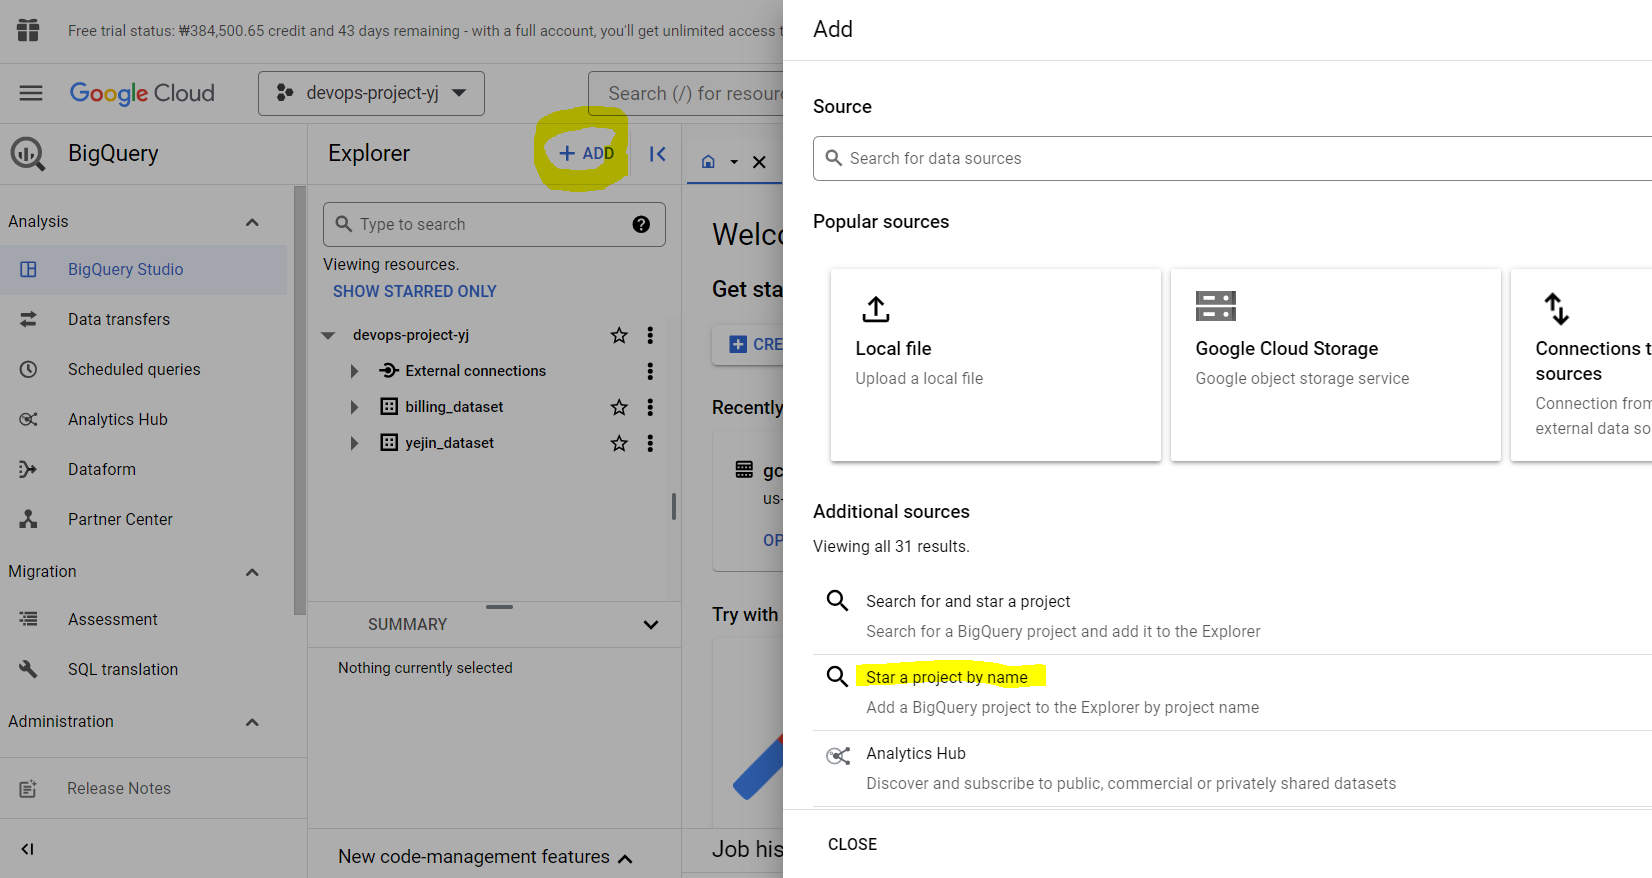 Free trial status: ₩384,500.65 credit and 43 days remaining - with a full account, you'll get unlimited access t
Google Cloud
devops-project-yj
Search (/) for resour
BigQuery
Analysis
BigQuery Studio
Data transfers
Scheduled queries
Analytics Hub
Dataform
Partner Center
Migration
Assessment
SQL translation
Administration
Release Notes
Explorer
+ ADD
Type to search
Viewing resources.
SHOW STARRED ONLY
devops-project-yj
External connections
billing_dataset
yejin_dataset
SUMMARY
Nothing currently selected
New code-management features
Welco
Get sta
CRE
Recently
gc
us-
OP
Try with
Job his
Add
Source
Search for data sources
Popular sources
Local file
Upload a local file
Google Cloud Storage
Google object storage service
Connections t
sources
Connection from
external data so
Additional sources
Viewing all 31 results.
Search for and star a project
Search for a BigQuery project and add it to the Explorer
Star a project by name
Add a BigQuery project to the Explorer by project name
Analytics Hub
Discover and subscribe to public, commercial or privately shared datasets
CLOSE